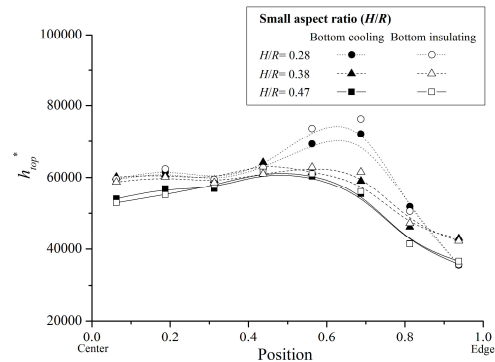 Small aspect ratio (H/R)
Bottom cooling Bottom insulating
H/R= 0.28
H/R= 0.38
H/R= 0.47
100000
80000
60000
40000
20000
h_top*
0.0 0.2 0.4 0.6 0.8 1.0
Center Edge
Position